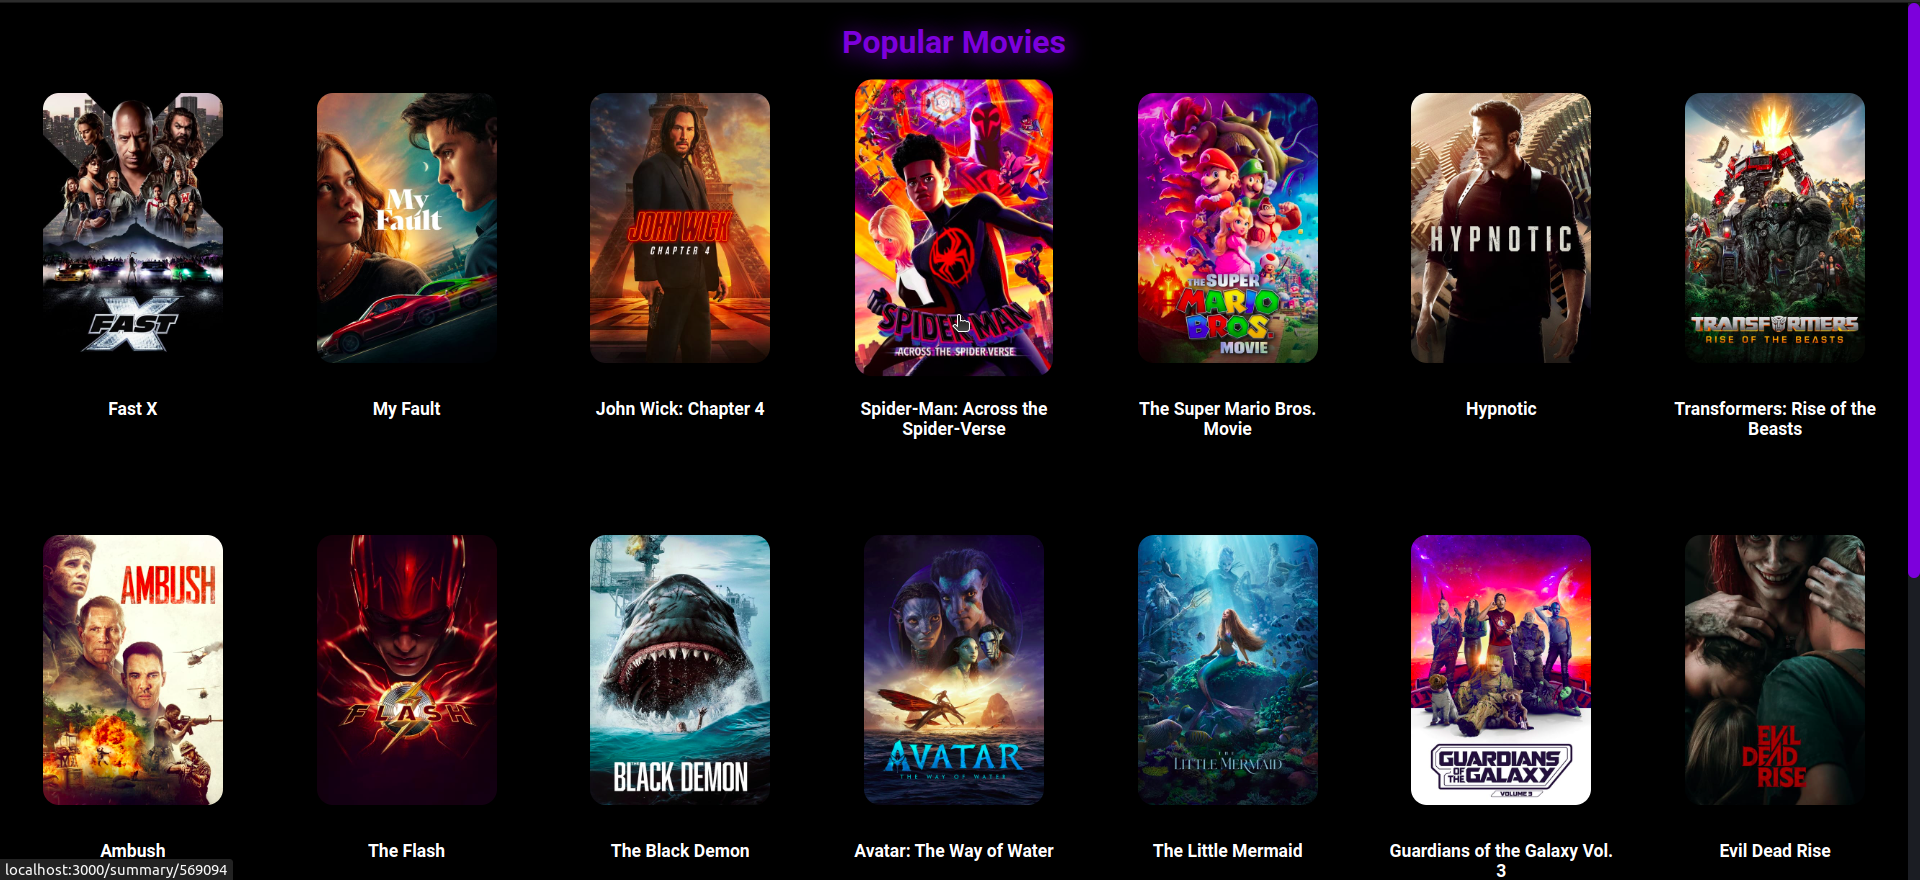 Popular Movies
FAST
X
My
Fault
JOHN WICK
CHAPTER 4
SPIDER-MAN
ACROSS THE SPIDER-VERSE
THE SUPER
MARIO
BROS.
MOVIE
HYPNOTIC
TRANSFORMERS
RISE OF THE BEASTS
Fast X
My Fault
John Wick: Chapter 4
Spider-Man: Across the
Spider-Verse
The Super Mario Bros.
Movie
Hypnotic
Transformers: Rise of the
Beasts
AMBUSH
FLASH
BLACK DEMON
AVATAR
THE WAY OF WATER
THE
LITTLE MERMAID
GUARDIANS
OF THE GALAXY
VOLUME 3
EVIL
DEAD
RISE
Ambush
The Flash
The Black Demon
Avatar: The Way of Water
The Little Mermaid
Guardians of the Galaxy Vol.
3
Evil Dead Rise
localhost:3000/summary/569094